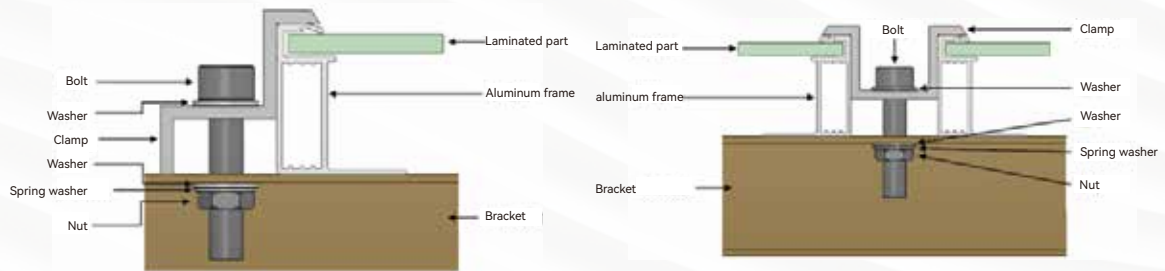 Laminated part
Bolt
Aluminum frame
Washer
Clamp
Washer
Spring washer
Nut
Bracket
Bolt
Clamp
Laminated part
Washer
aluminum frame
Washer
Spring washer
Nut
Bracket